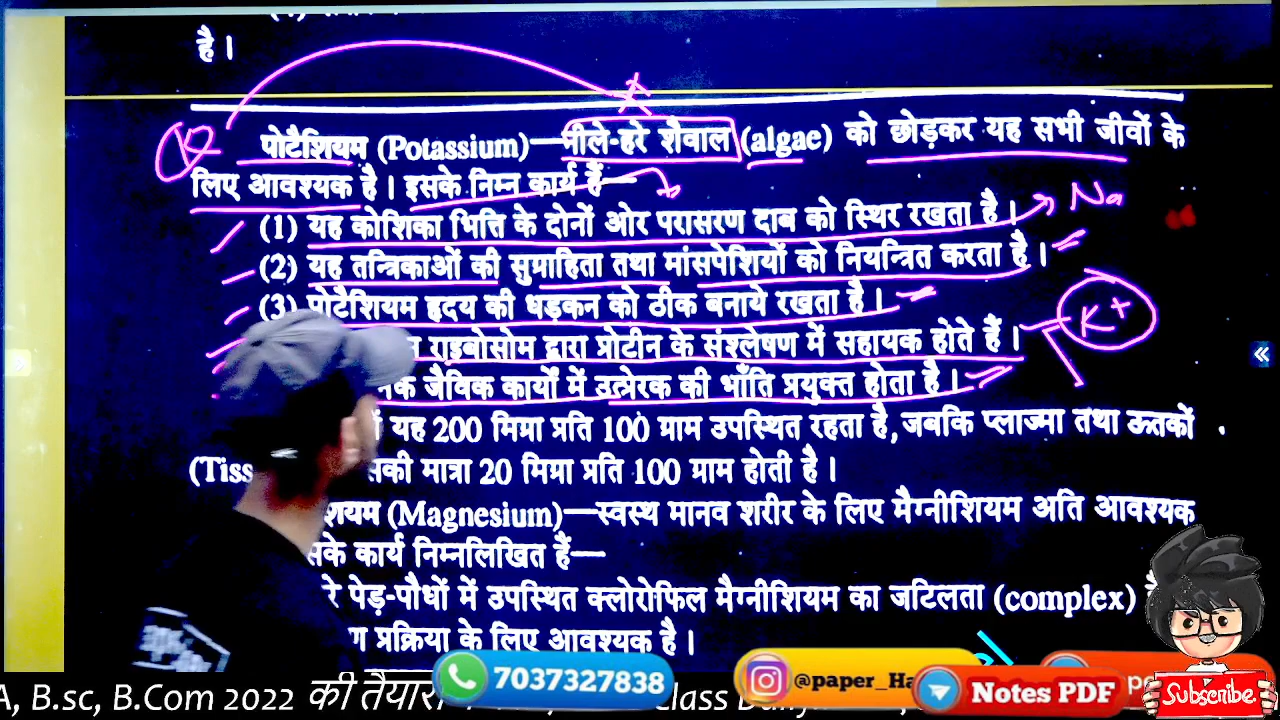 है।
पोटैशियम (Potassium)—नीले-हरे शैवाल (algae) को छोड़कर यह सभी जीवों के
लिए आवश्यक है। इसके निम्न कार्य हैं—
(1) यह कोशिका भित्ति के दोनों ओर परासरण दाब को स्थिर रखता है।
Na
(2) यह तन्त्रिकाओं की सुग्राहिता तथा मांसपेशियों को नियन्त्रित करता है।
(3) पोटैशियम हृदय की धड़कन को ठीक बनाये रखता है।
K+
राइबोसोम द्वारा प्रोटीन के संश्लेषण में सहायक होते हैं।
जैविक कार्यों में उत्प्रेरक की भाँति प्रयुक्त होता है।
यह 200 मिग्रा प्रति 100 ग्राम उपस्थित रहता है, जबकि प्लाज्मा तथा ऊतकों
(Tiss की मात्रा 20 मिग्रा प्रति 100 ग्राम होती है।
शियम (Magnesium)—स्वस्थ मानव शरीर के लिए मैग्नीशियम अति आवश्यक
सके कार्य निम्नलिखित हैं—
रे पेड़-पौधों में उपस्थित क्लोरोफिल मैग्नीशियम का जटिलता (complex)
प्रक्रिया के लिए आवश्यक है।
A, B.sc, B.Com 2022 की तैयार
7037327838
@paper_Ha
Notes PDF
Subscribe